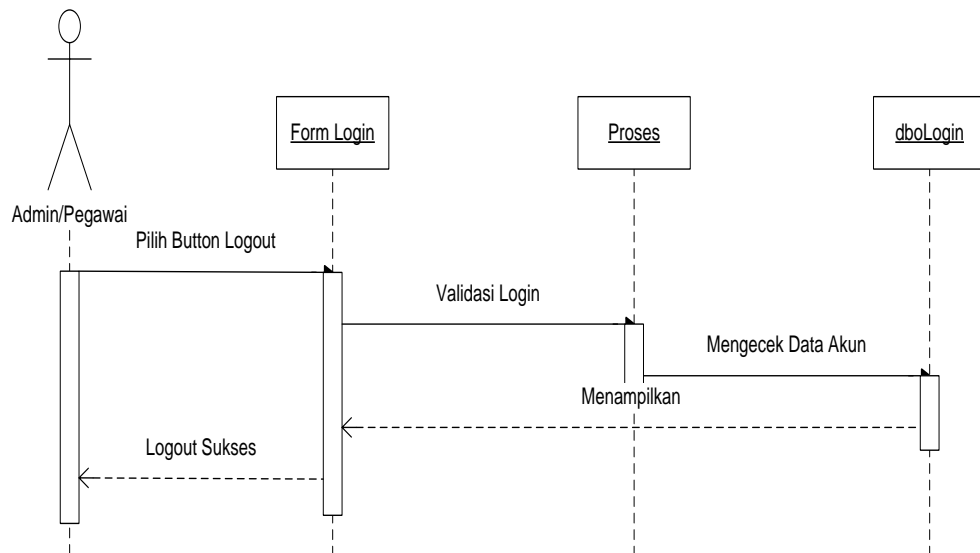 Form Login
Proses
dboLogin
Admin/Pegawai
Pilih Button Logout
Validasi Login
Mengecek Data Akun
Menampilkan
Logout Sukses